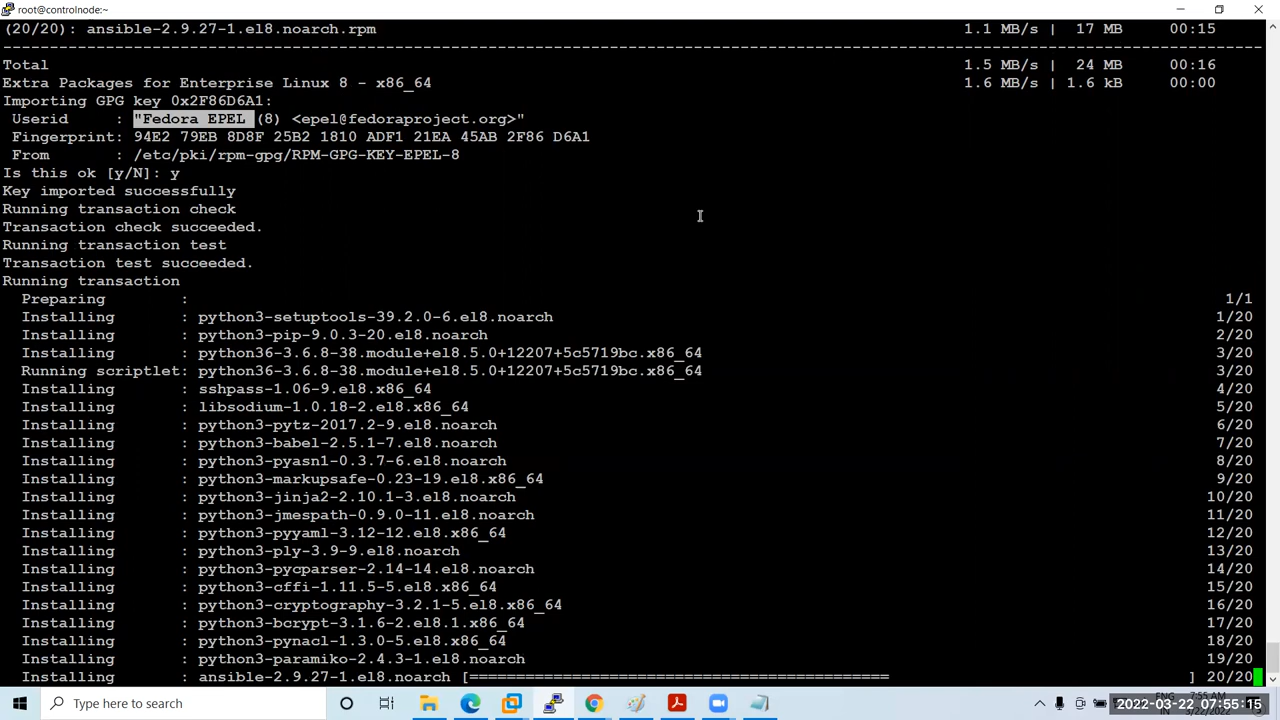 root@controlnode:~
(20/20): ansible-2.9.27-1.el8.noarch.rpm 1.1 MB/s | 17 MB 00:15
--------------------------------------------------------------------------------
Total 1.5 MB/s | 24 MB 00:16
Extra Packages for Enterprise Linux 8 - x86_64 1.6 MB/s | 1.6 kB 00:00
Importing GPG key 0x2F86D6A1:
Userid : "Fedora EPEL (8) <epel@fedoraproject.org>"
Fingerprint: 94E2 79EB 8D8F 25B2 1810 ADF1 21EA 45AB 2F86 D6A1
From : /etc/pki/rpm-gpg/RPM-GPG-KEY-EPEL-8
Is this ok [y/N]: y
Key imported successfully
Running transaction check
Transaction check succeeded.
Running transaction test
Transaction test succeeded.
Running transaction
Preparing : 1/1
Installing : python3-setuptools-39.2.0-6.el8.noarch 1/20
Installing : python3-pip-9.0.3-20.el8.noarch 2/20
Installing : python36-3.6.8-38.module+el8.5.0+12207+5c5719bc.x86_64 3/20
Running scriptlet: python36-3.6.8-38.module+el8.5.0+12207+5c5719bc.x86_64 3/20
Installing : sshpass-1.06-9.el8.x86_64 4/20
Installing : libsodium-1.0.18-2.el8.x86_64 5/20
Installing : python3-pytz-2017.2-9.el8.noarch 6/20
Installing : python3-babel-2.5.1-7.el8.noarch 7/20
Installing : python3-pyasn1-0.3.7-6.el8.noarch 8/20
Installing : python3-markupsafe-0.23-19.el8.x86_64 9/20
Installing : python3-jinja2-2.10.1-3.el8.noarch 10/20
Installing : python3-jmespath-0.9.0-11.el8.noarch 11/20
Installing : python3-pyyaml-3.12-12.el8.x86_64 12/20
Installing : python3-ply-3.9-9.el8.noarch 13/20
Installing : python3-pycparser-2.14-14.el8.noarch 14/20
Installing : python3-cffi-1.11.5-5.el8.x86_64 15/20
Installing : python3-cryptography-3.2.1-5.el8.x86_64 16/20
Installing : python3-bcrypt-3.1.6-2.el8.1.x86_64 17/20
Installing : python3-pynacl-1.3.0-5.el8.x86_64 18/20
Installing : python3-paramiko-2.4.3-1.el8.noarch 19/20
Installing : ansible-2.9.27-1.el8.noarch [============================================= ] 20/20
Type here to search
ENG
7:55 AM
2022-03-22 07:55:15